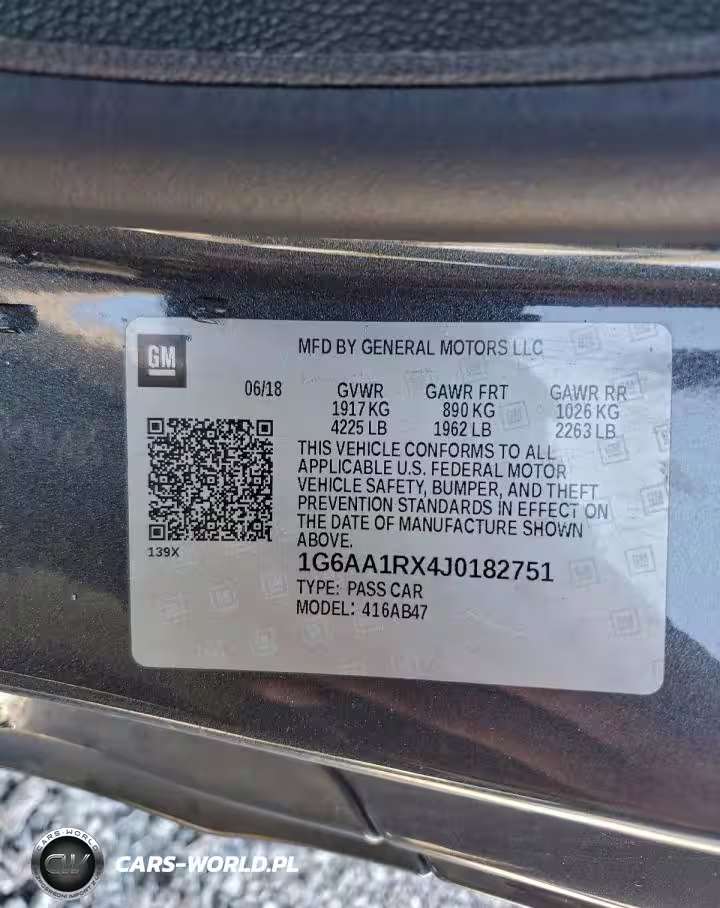 GM
MFD BY GENERAL MOTORS LLC
06/18 GVWR GAWR FRT GAWR RR
1917 KG 890 KG 1026 KG
4225 LB 1962 LB 2263 LB
THIS VEHICLE CONFORMS TO ALL
APPLICABLE U.S. FEDERAL MOTOR
VEHICLE SAFETY, BUMPER, AND THEFT
PREVENTION STANDARDS IN EFFECT ON
THE DATE OF MANUFACTURE SHOWN
ABOVE.
139X
1G6AA1RX4J0182751
TYPE: PASS CAR
MODEL: 416AB47
CARS-WORLD
CW
CARS-WORLD.PL